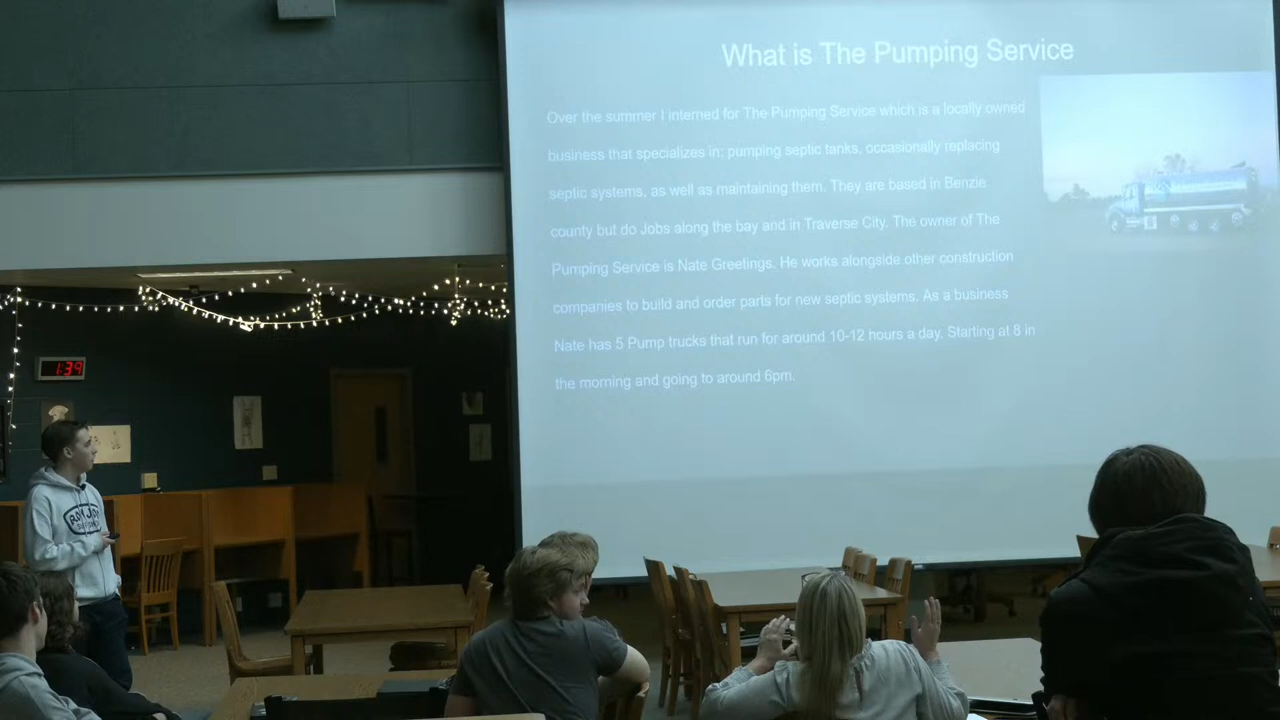 What is The Pumping Service
Over the summer I interned for The Pumping Service which is a locally owned
business that specializes in: pumping septic tanks, occasionally replacing
septic systems, as well as maintaining them. They are based in Benzie
county but do Jobs along the bay and in Traverse City. The owner of The
Pumping Service is Nate Greetings. He works alongside other construction
companies to build and order parts for new septic systems. As a business
Nate has 5 Pump trucks that run for around 10-12 hours a day. Starting at 8 in
the morning and going to around 6pm.
1:39